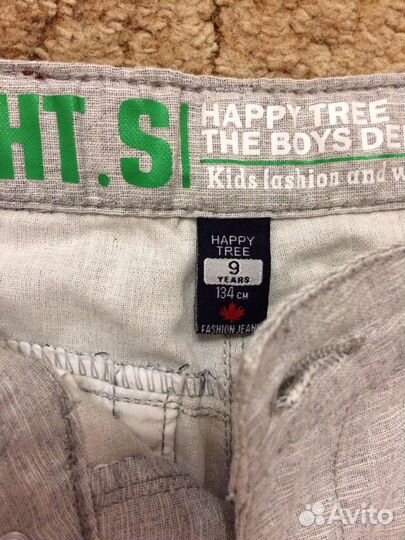 HT.S
HAPPY TREE
THE BOYS DE
Kids fashion and w
HAPPY
TREE
9
YEARS
134 CM
FASHION JEANS
Avito